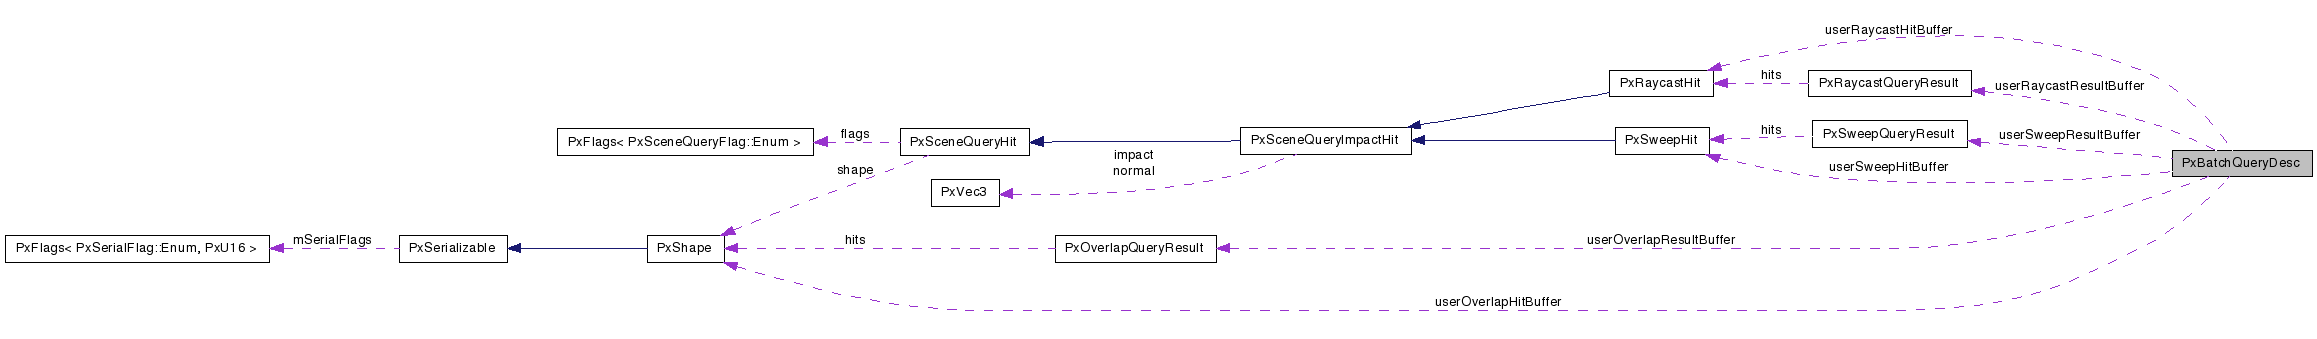 userRaycastHitBuffer
PxRaycastHit
hits
PxRaycastQueryResult
userRaycastResultBuffer
PxFlags< PxSceneQueryFlag::Enum >
flags
PxSceneQueryHit
PxSceneQueryImpactHit
PxSweepHit
hits
PxSweepQueryResult
userSweepResultBuffer
impact
normal
shape
userSweepHitBuffer
PxBatchQueryDesc
PxVec3
PxFlags< PxSerialFlag::Enum, PxU16 >
mSerialFlags
PxSerializable
PxShape
hits
PxOverlapQueryResult
userOverlapResultBuffer
userOverlapHitBuffer